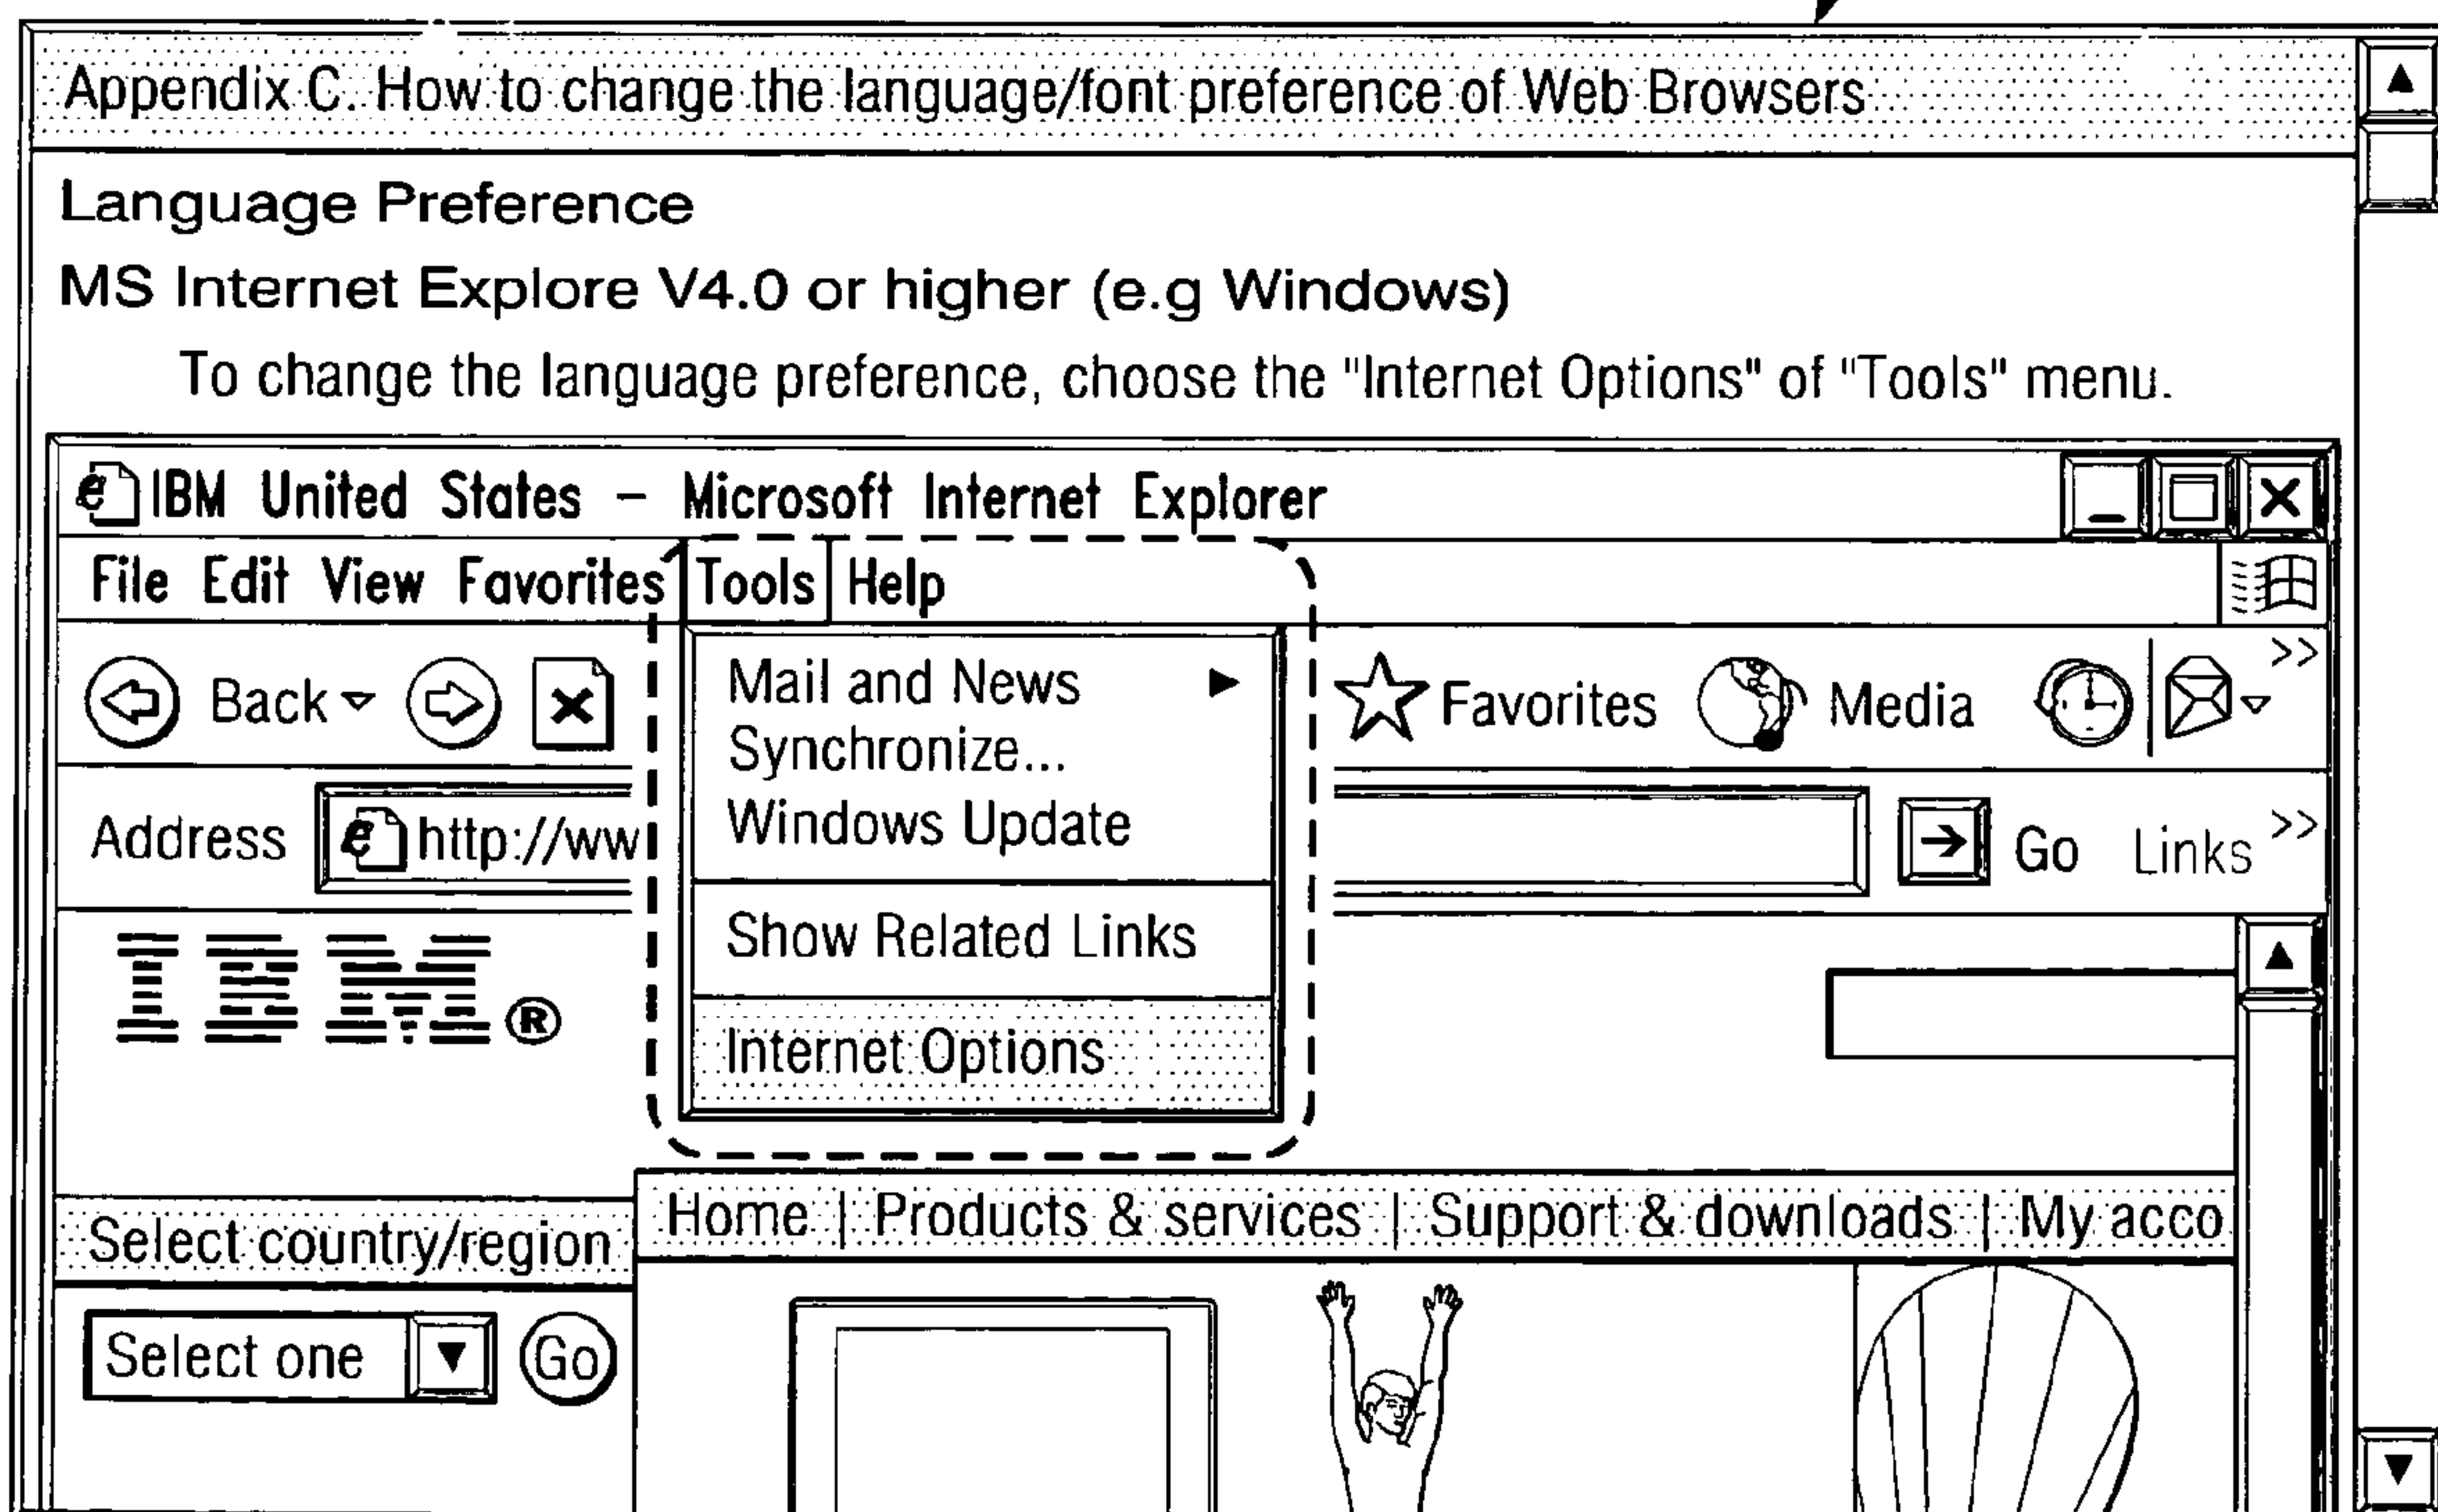 Appendix C. How to change the language/font preference of Web Browsers
Language Preference
MS Internet Explore V4.0 or higher (e.g Windows)
To change the language preference, choose the "Internet Options" of "Tools" menu.
IBM United States – Microsoft Internet Explorer
File Edit View Favorites Tools Help
Back Favorites Media >>
Mail and News
Synchronize...
Windows Update
Address http://ww Go Links >>
Show Related Links
IBM®
Internet Options
Home | Products & services | Support & downloads | My acco
Select country/region
Select one Go